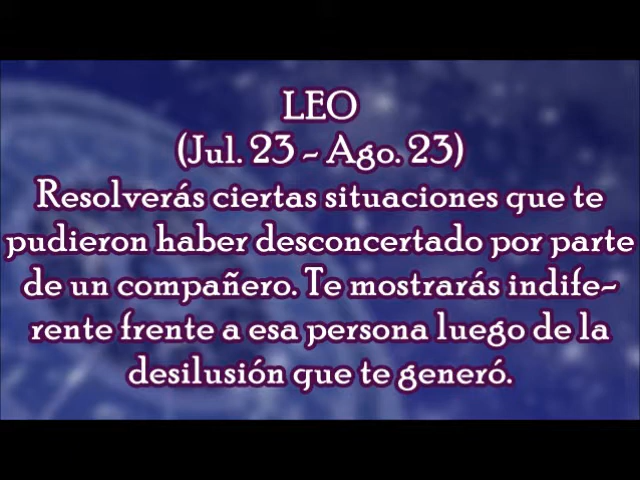 LEO
(Jul. 23 - Ago. 23)
Resolverás ciertas situaciones que te
pudieron haber desconcertado por parte
de un compañero. Te mostrarás indife-
rente frente a esa persona luego de la
desilusión que te generó.